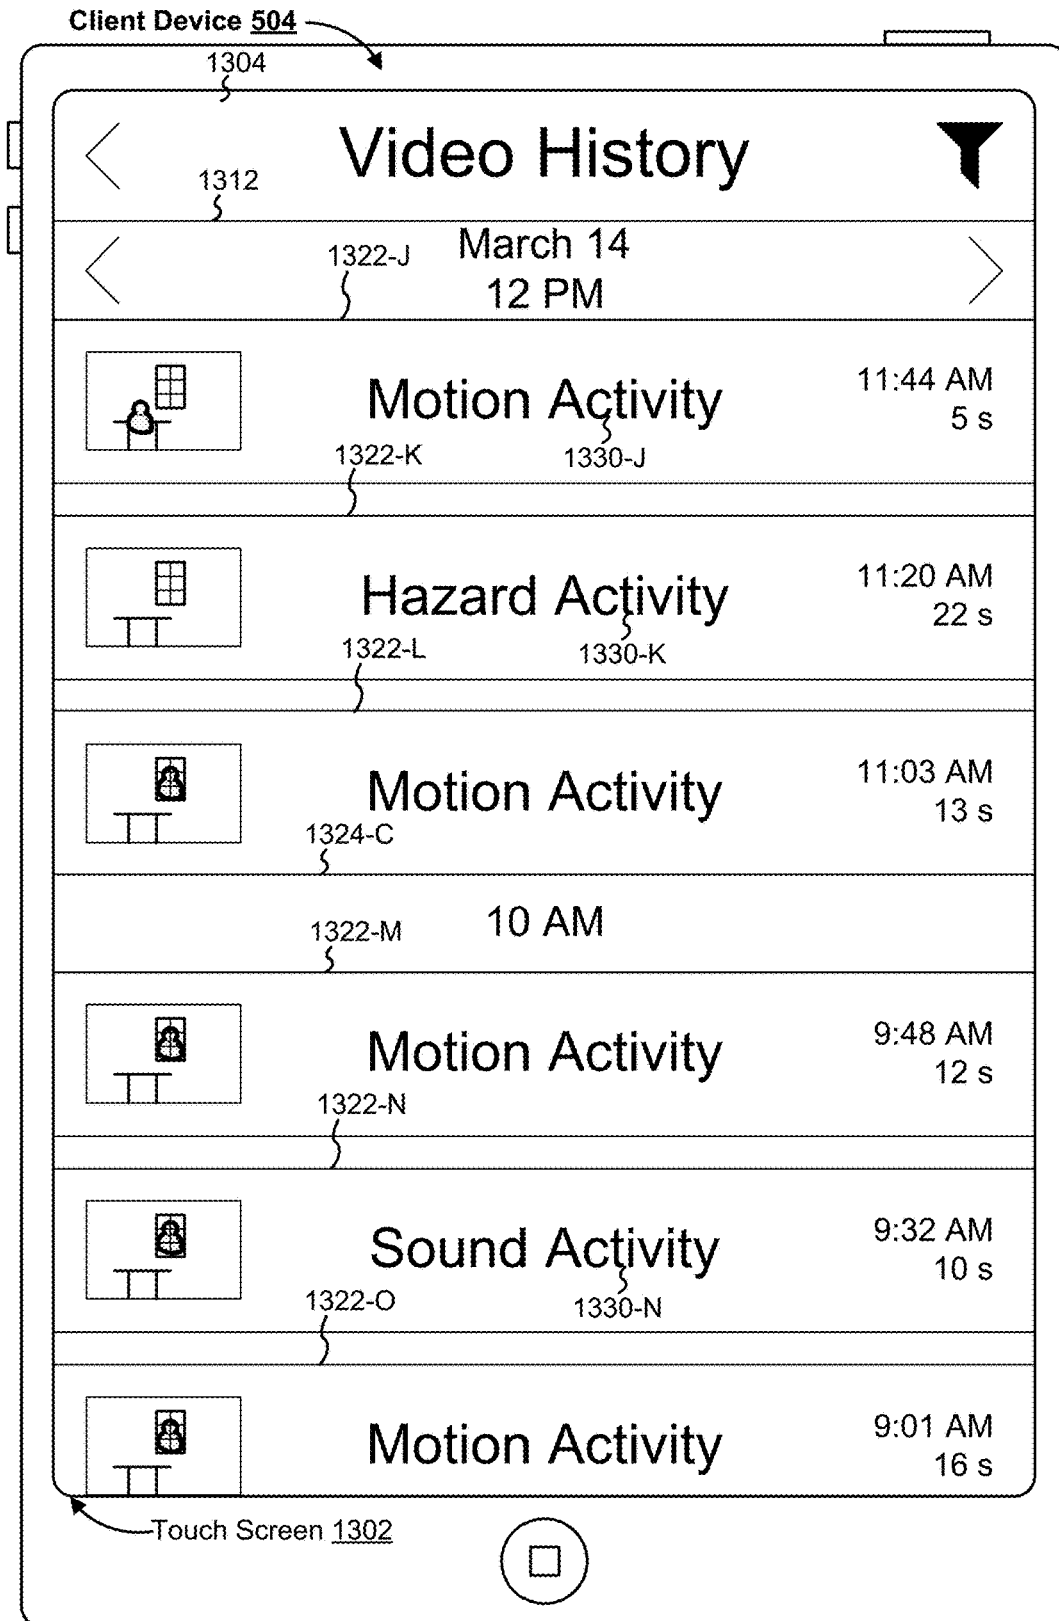 Client Device 504
1304
Video History
1312
March 14
1322-J
12 PM
11:44 AM
Motion Activity
5 s
1322-K
1330-J
11:20 AM
Hazard Activity
22 s
1322-L
1330-K
11:03 AM
Motion Activity
13 s
1324-C
10 AM
1322-M
9:48 AM
Motion Activity
12 s
1322-N
9:32 AM
Sound Activity
10 s
1322-O
1330-N
9:01 AM
Motion Activity
16 s
Touch Screen 1302